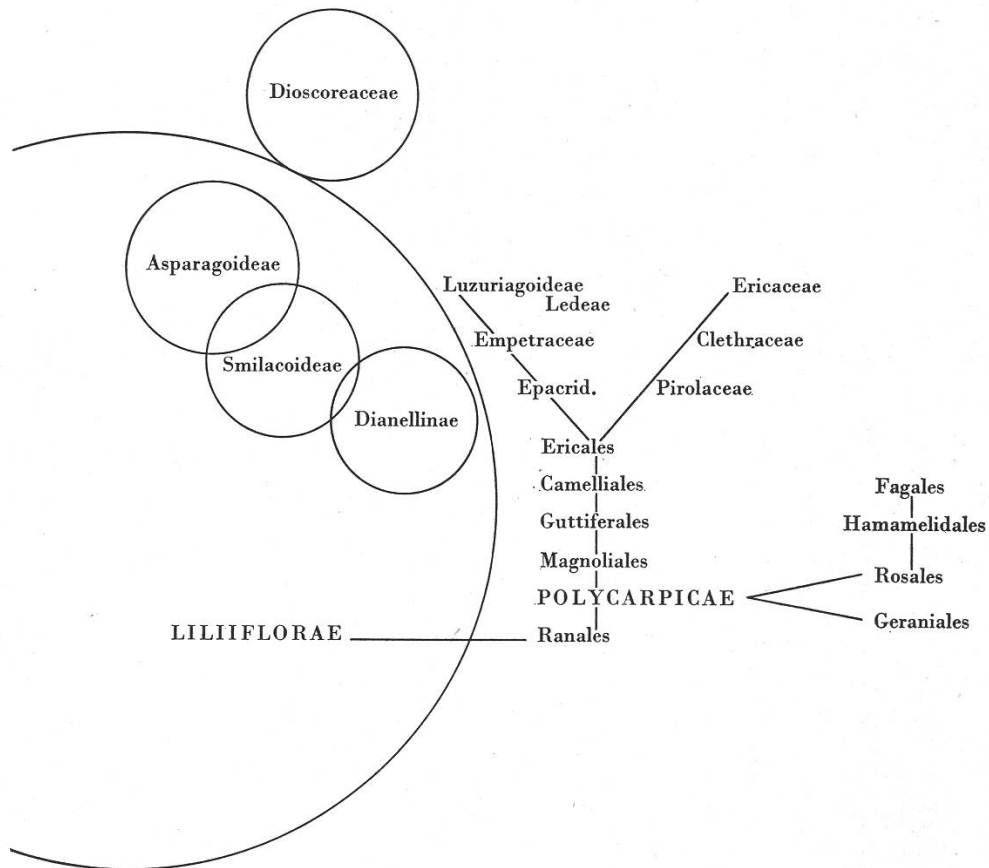 Dioscoreaceae
Asparagoideae
Smilacoideae
Dianellinae
Luzuriagoideae
Ledeae
Empetraceae
Epacrid.
Ericaceae
Clethraceae
Pirolaceae
Ericales
Camelliales
Guttiferales
Magnoliales
POLYCARPICAE
Ranales
LILIIFLORAE
Fagales
Hamamelidales
Rosales
Geraniales